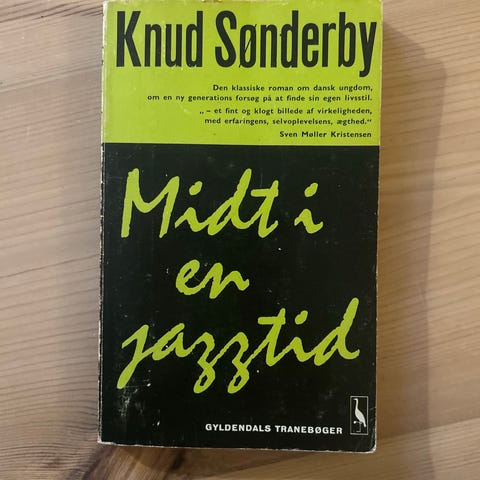 Knud Sønderby
Den klassiske roman om dansk ungdom,
om en ny generations forsøg på at finde sin egen livsstil.
„ – et fint og klogt billede af virkeligheden,
med erfaringens, selvoplevelsens, ægthed.“
Sven Møller Kristensen
Midt i
en
jazztid
GYLDENDALS TRANEBØGER